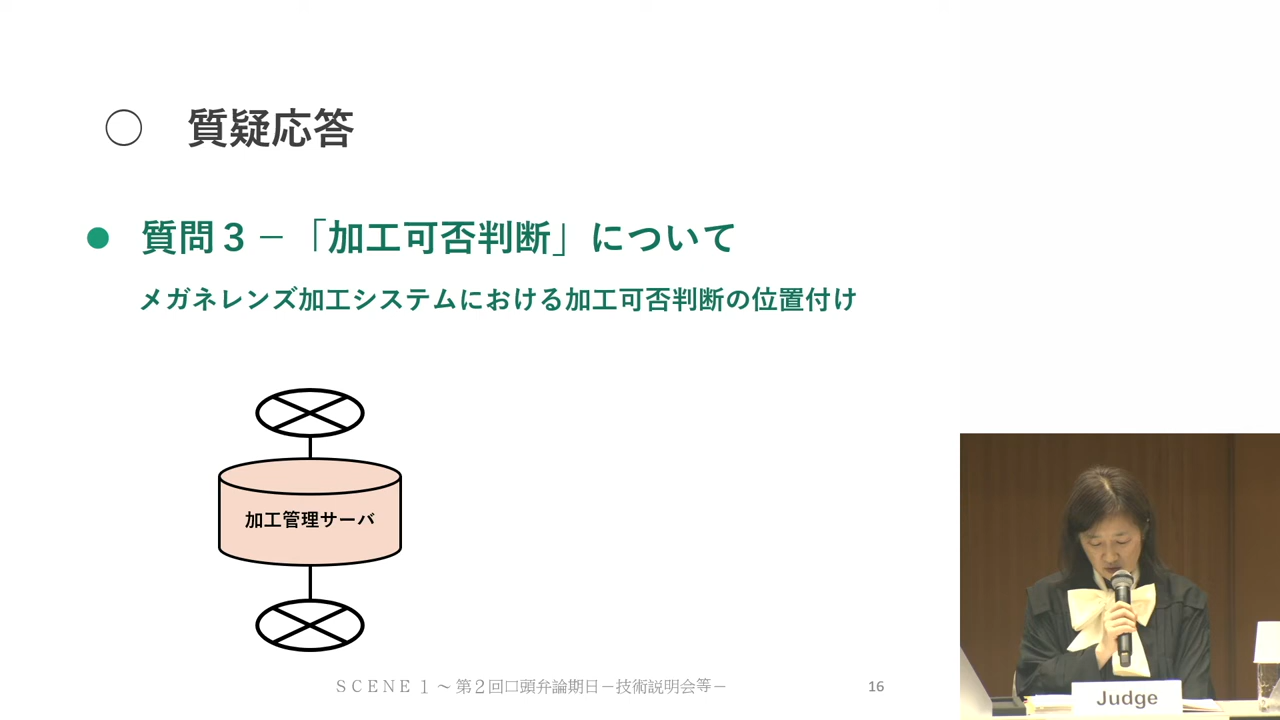 ○ 質疑応答
● 質問３－「加工可否判断」について
メガネレンズ加工システムにおける加工可否判断の位置付け
加工管理サーバ
ＳＣＥＮＥ１～第２回口頭弁論期日－技術説明会等－
16
Judge